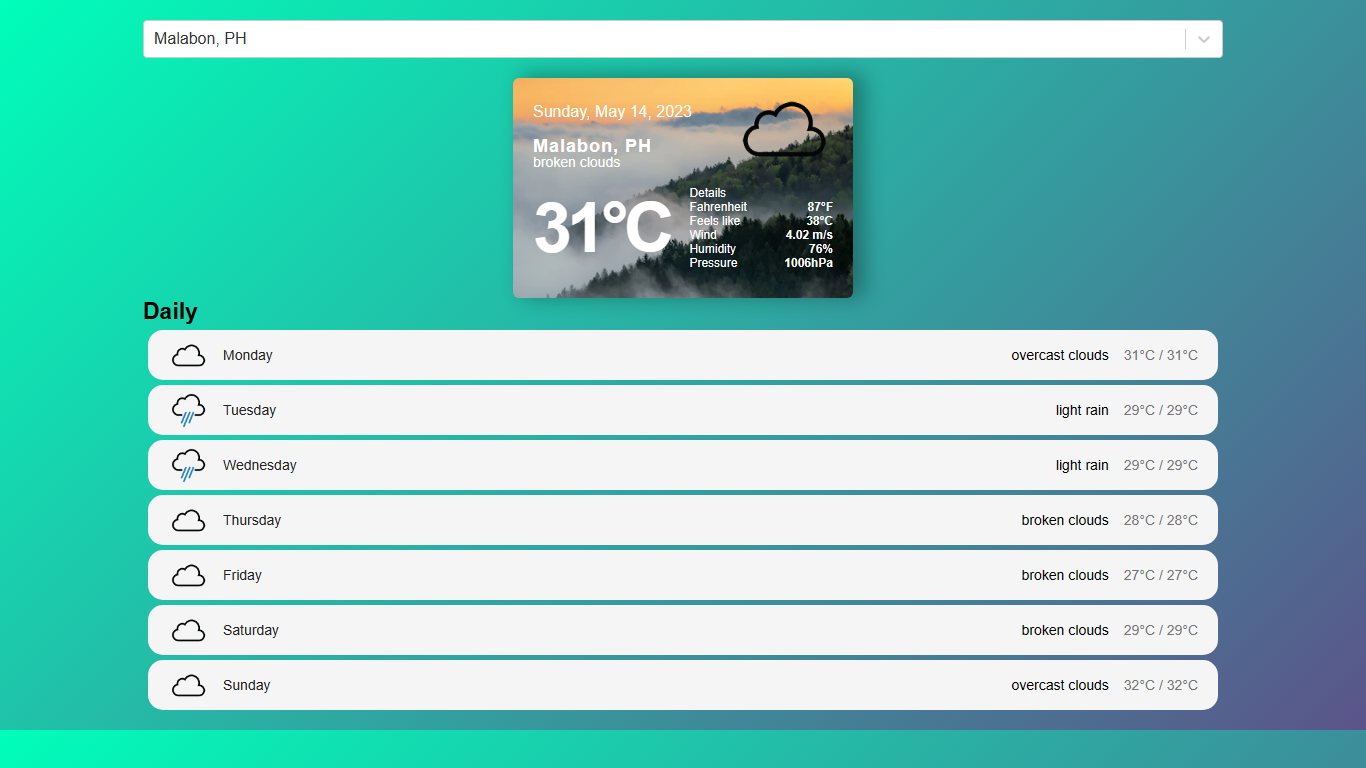 Malabon, PH
Sunday, May 14, 2023
Malabon, PH
broken clouds
31°C
Details
Fahrenheit 87°F
Feels like 38°C
Wind 4.02 m/s
Humidity 76%
Pressure 1006hPa
Daily
Monday overcast clouds 31°C / 31°C
Tuesday light rain 29°C / 29°C
Wednesday light rain 29°C / 29°C
Thursday broken clouds 28°C / 28°C
Friday broken clouds 27°C / 27°C
Saturday broken clouds 29°C / 29°C
Sunday overcast clouds 32°C / 32°C